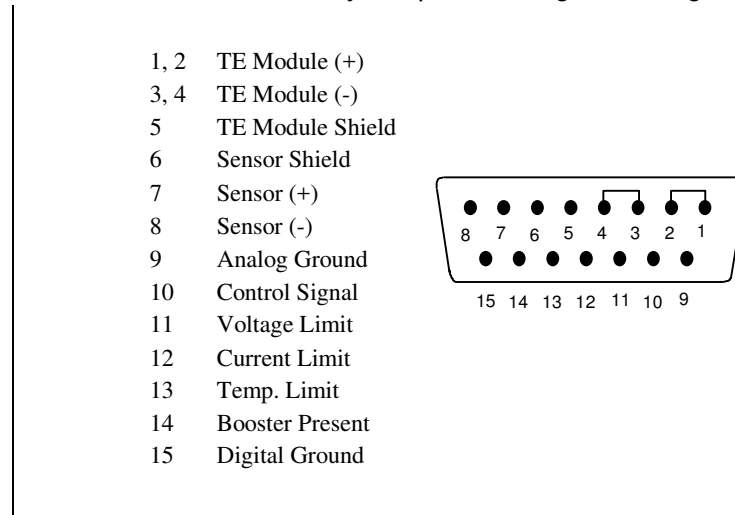 1, 2 TE Module (+)
3, 4 TE Module (-)
5 TE Module Shield
6 Sensor Shield
7 Sensor (+)
8 Sensor (-)
9 Analog Ground
10 Control Signal
11 Voltage Limit
12 Current Limit
13 Temp. Limit
14 Booster Present
15 Digital Ground
8 7 6 5 4 3 2 1
15 14 13 12 11 10 9